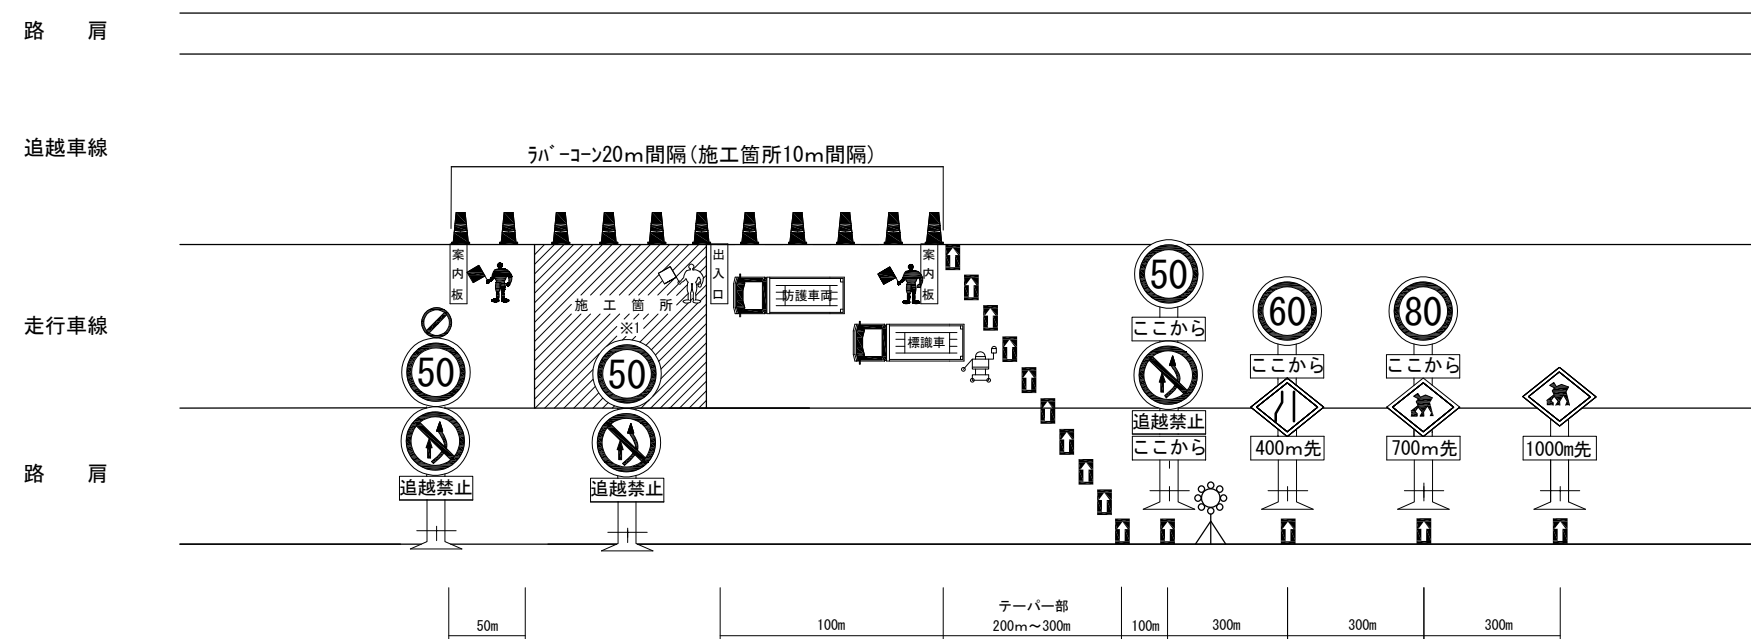 路　　肩
追越車線
ﾗﾊﾞｰｺｰﾝ20m間隔(施工箇所10m間隔)
案内板
出入口
案内板
施　工　箇　所
※1
防護車両
標識車
走行車線
50
追越禁止
50
追越禁止
50
ここから
追越禁止
ここから
60
ここから
400m先
80
ここから
700m先
1000m先
路　　肩
50m
100m
テーパー部
200m～300m
100m
300m
300m
300m